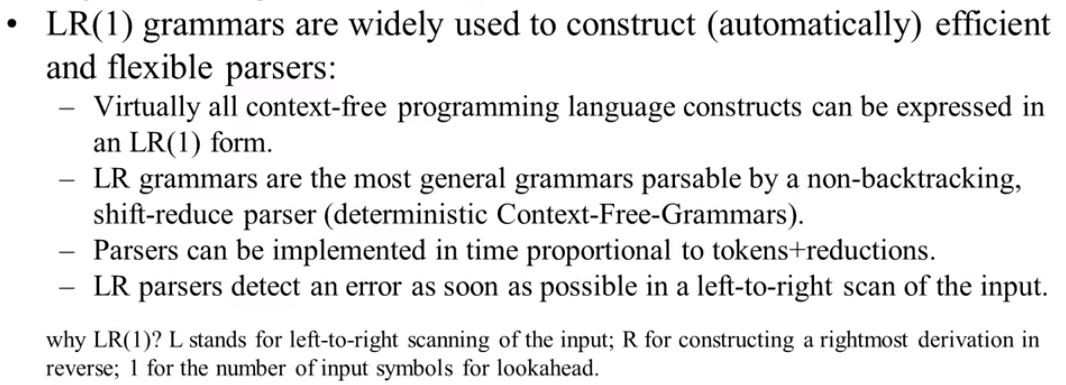 • LR(1) grammars are widely used to construct (automatically) efficient
and flexible parsers:
– Virtually all context-free programming language constructs can be expressed in
an LR(1) form.
– LR grammars are the most general grammars parsable by a non-backtracking,
shift-reduce parser (deterministic Context-Free-Grammars).
– Parsers can be implemented in time proportional to tokens+reductions.
– LR parsers detect an error as soon as possible in a left-to-right scan of the input.
why LR(1)? L stands for left-to-right scanning of the input; R for constructing a rightmost derivation in
reverse; 1 for the number of input symbols for lookahead.